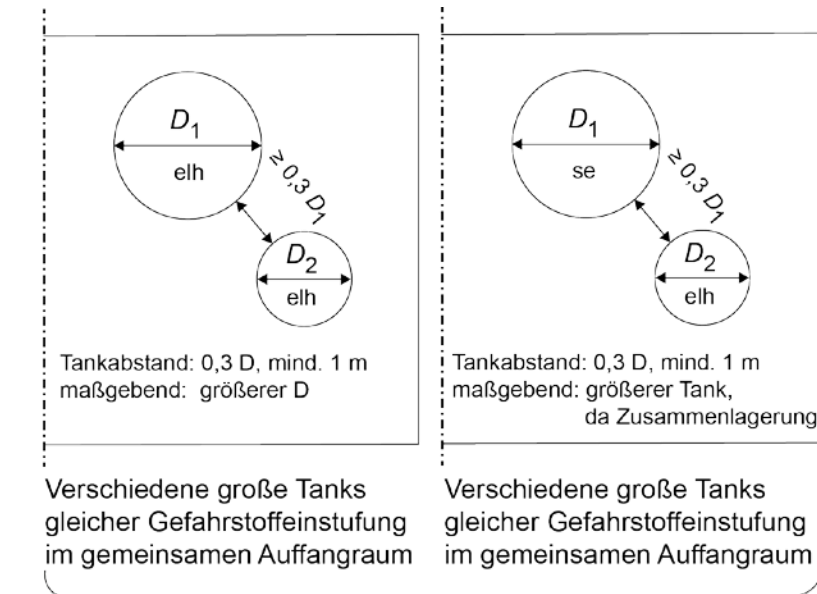 D1
elh
≥ 0,3 D1
D2
elh
Tankabstand: 0,3 D, mind. 1 m
maßgebend: größerer D
Verschiedene große Tanks
gleicher Gefahrstoffeinstufung
im gemeinsamen Auffangraum
D1
se
≥ 0,3 D1
D2
elh
Tankabstand: 0,3 D, mind. 1 m
maßgebend: größerer Tank,
da Zusammenlagerung
Verschiedene große Tanks
gleicher Gefahrstoffeinstufung
im gemeinsamen Auffangraum